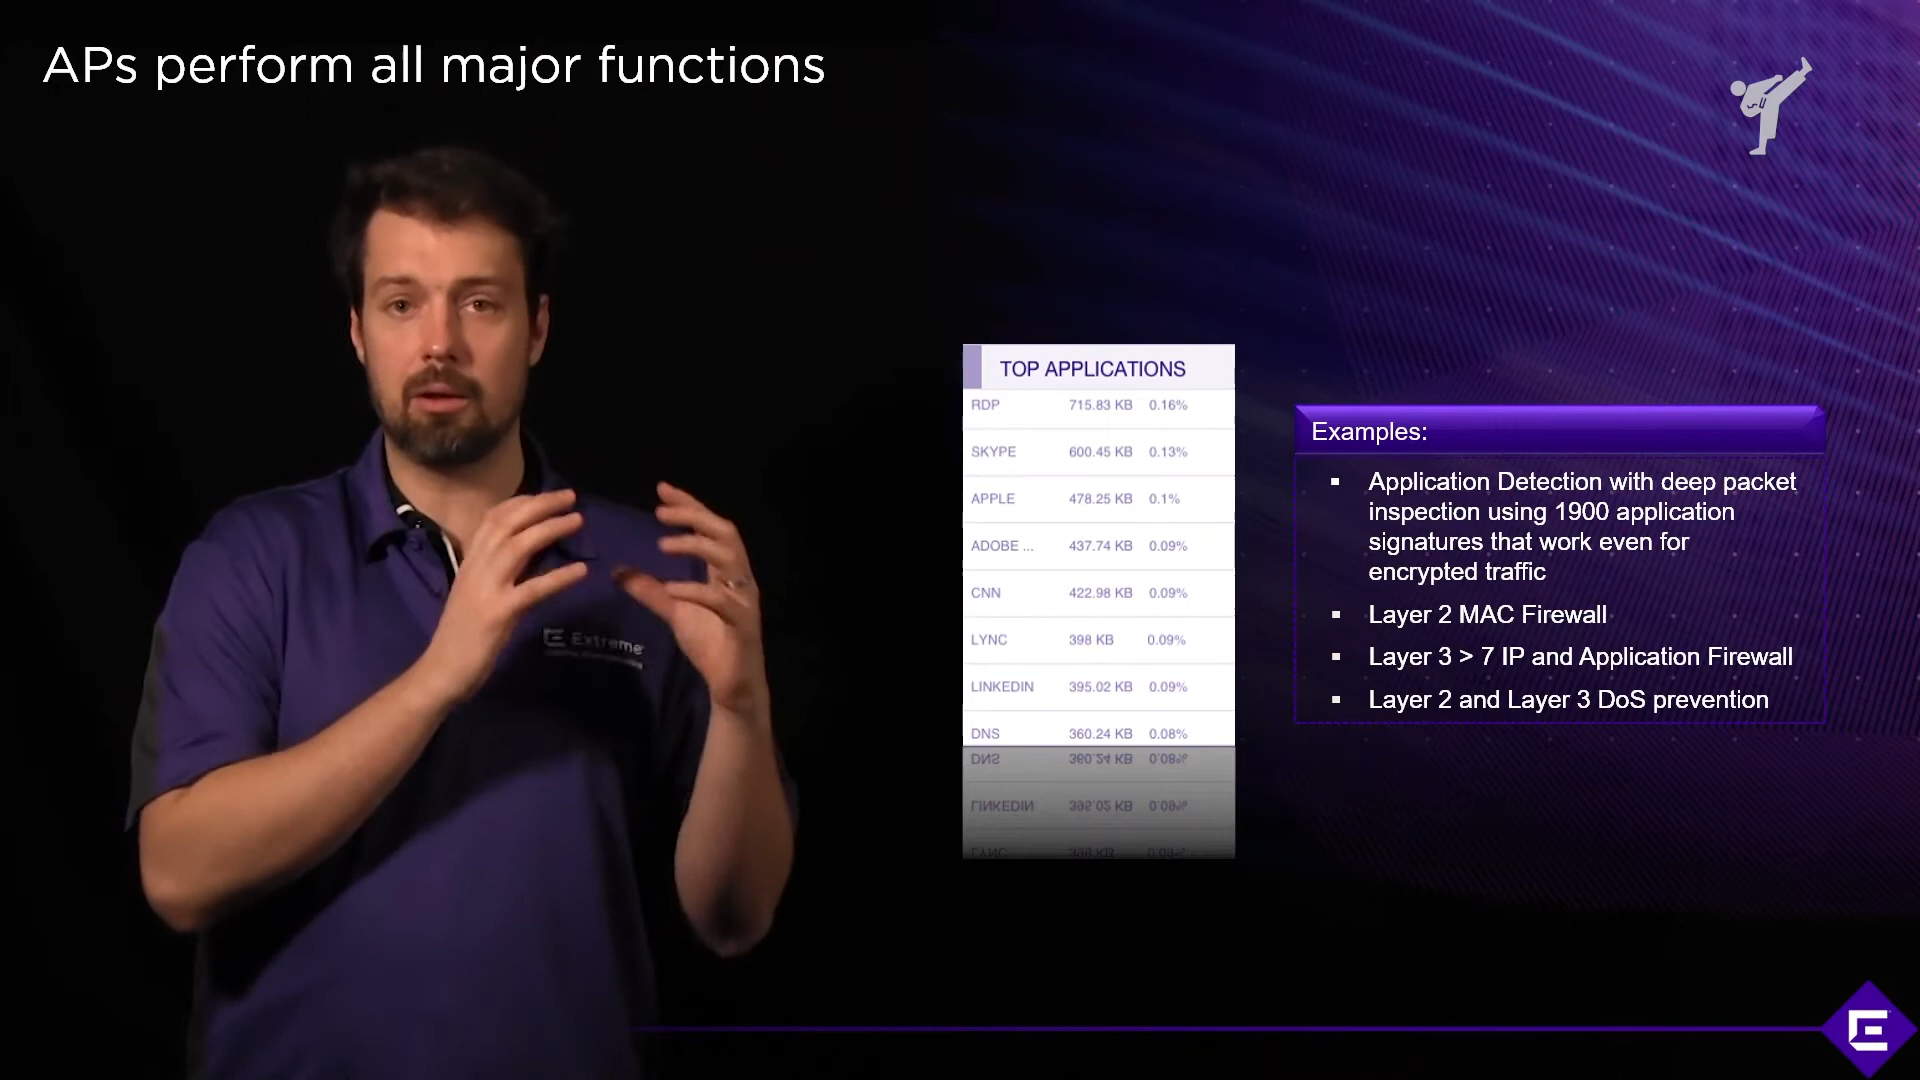 APs perform all major functions
TOP APPLICATIONS
RDP 715.83 KB 0.16%
SKYPE 600.45 KB 0.13%
APPLE 478.25 KB 0.1%
ADOBE ... 437.74 KB 0.09%
CNN 422.98 KB 0.09%
LYNC 398 KB 0.09%
LINKEDIN 395.02 KB 0.09%
DNS 360.24 KB 0.08%
Examples:
▪ Application Detection with deep packet
inspection using 1900 application
signatures that work even for
encrypted traffic
▪ Layer 2 MAC Firewall
▪ Layer 3 > 7 IP and Application Firewall
▪ Layer 2 and Layer 3 DoS prevention
Extreme